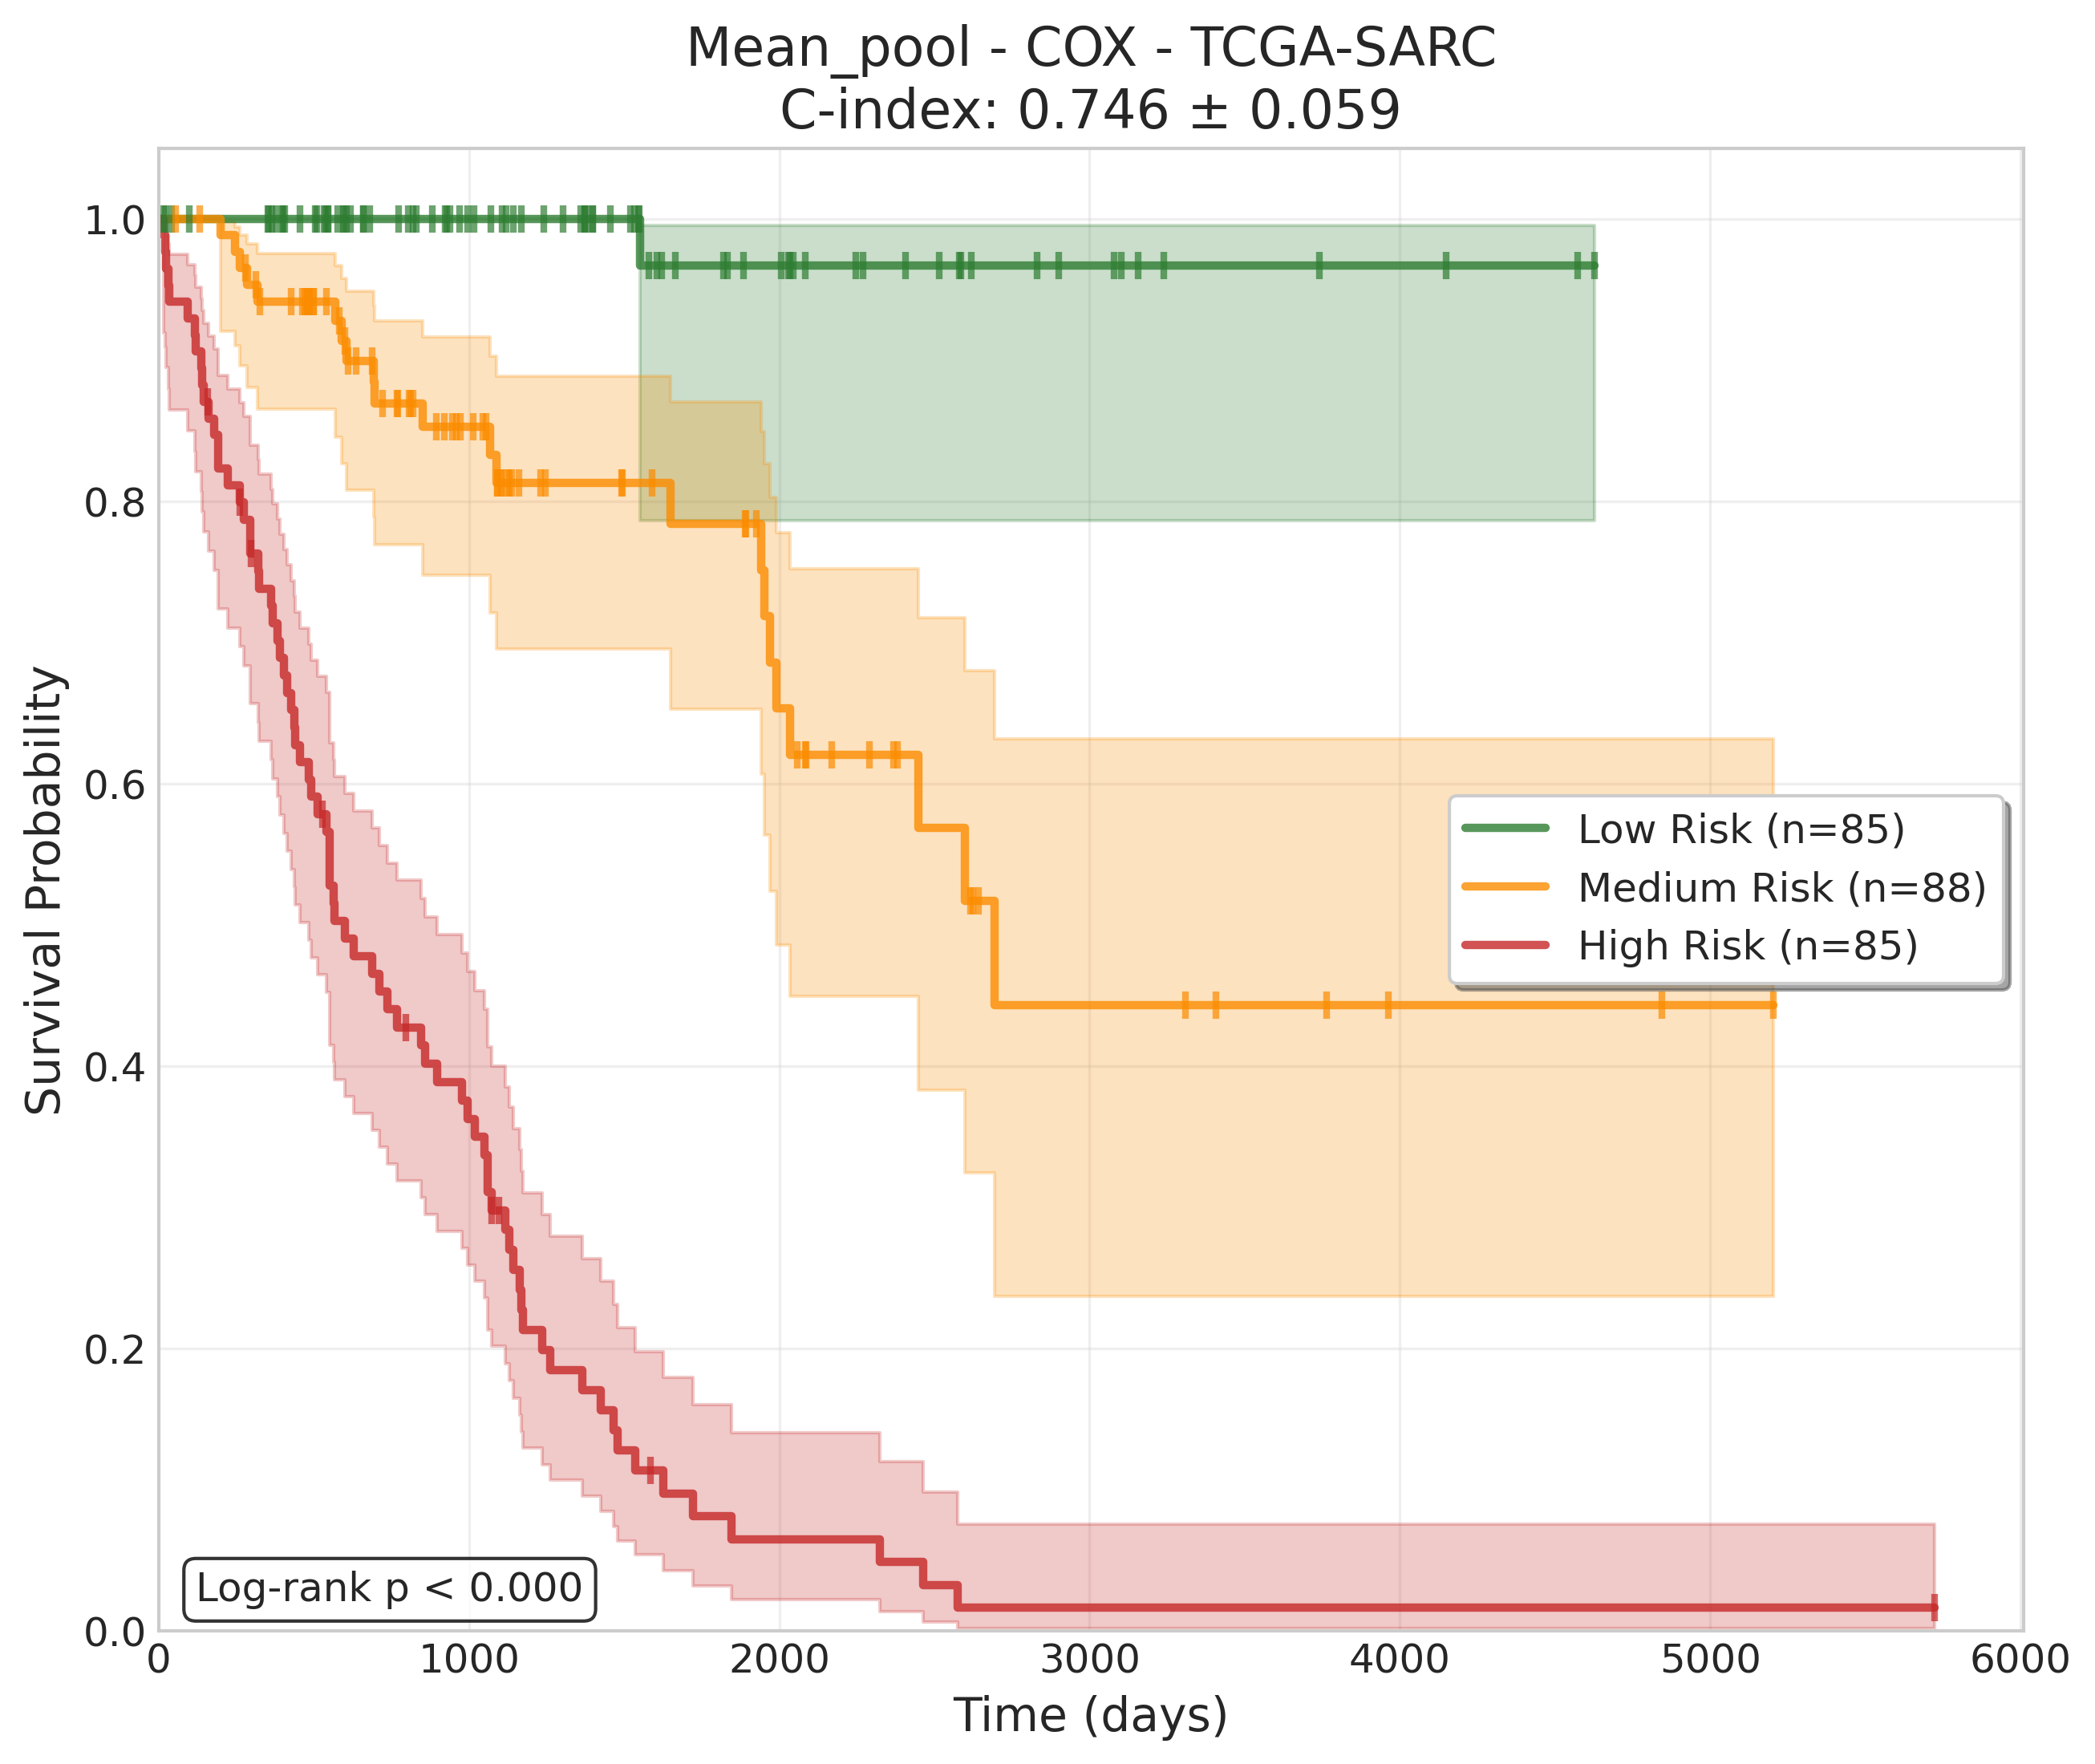 Mean_pool - COX - TCGA-SARC
C-index: 0.746 ± 0.059
Survival Probability
1.0
0.8
0.6
0.4
0.2
0.0
Low Risk (n=85)
Medium Risk (n=88)
High Risk (n=85)
Log-rank p < 0.000
0 1000 2000 3000 4000 5000 6000
Time (days)